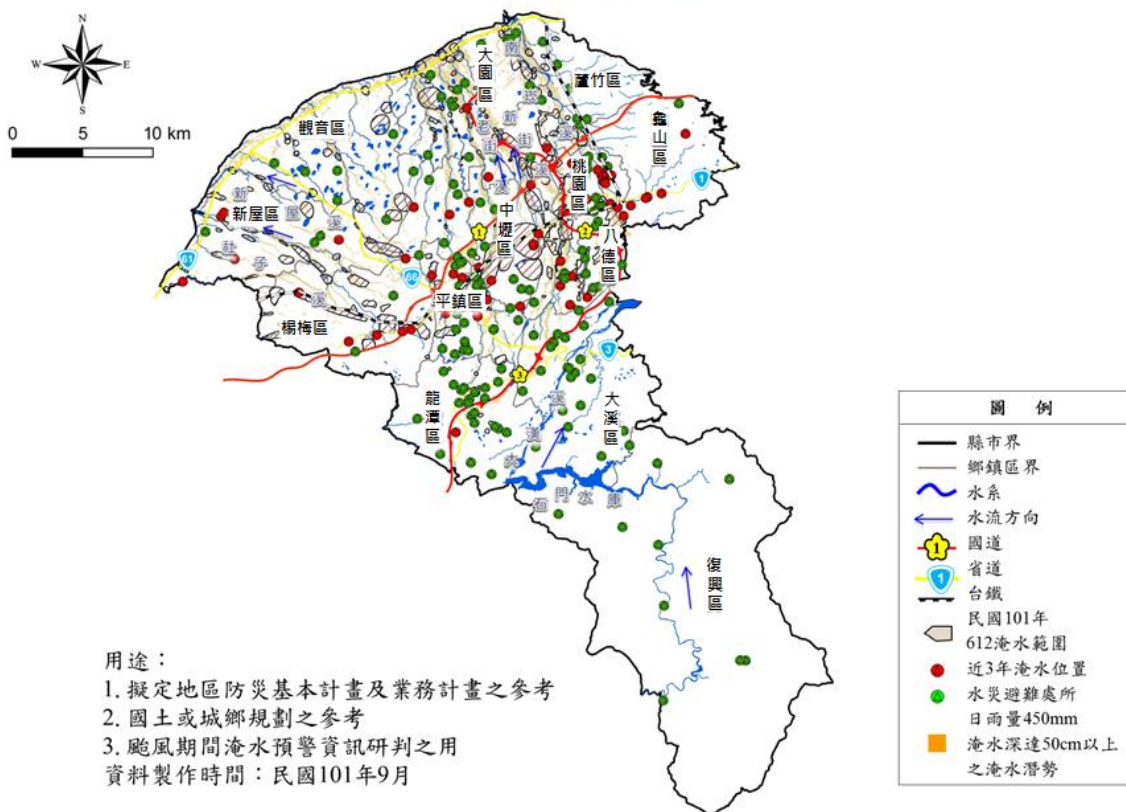 N
W E
S
0 5 10 km
南崁溪
大園區
蘆竹區
龜山區
觀音區
老街溪
新街溪
桃園區
1
新屋溪
新屋區
中壢區
1
2
八德區
61
社子溪
66
平鎮區
楊梅區
3
3
龍潭區
大漢溪
大溪區
石門水庫
復興區
圖 例
縣市界
鄉鎮區界
水系
水流方向
1 國道
1 省道
台鐵
民國101年
612淹水範圍
近3年淹水位置
水災避難處所
日雨量450mm
淹水深達50cm以上
之淹水潛勢
用途：
1. 擬定地區防災基本計畫及業務計畫之參考
2. 國土或城鄉規劃之參考
3. 颱風期間淹水預警資訊研判之用
資料製作時間：民國101年9月